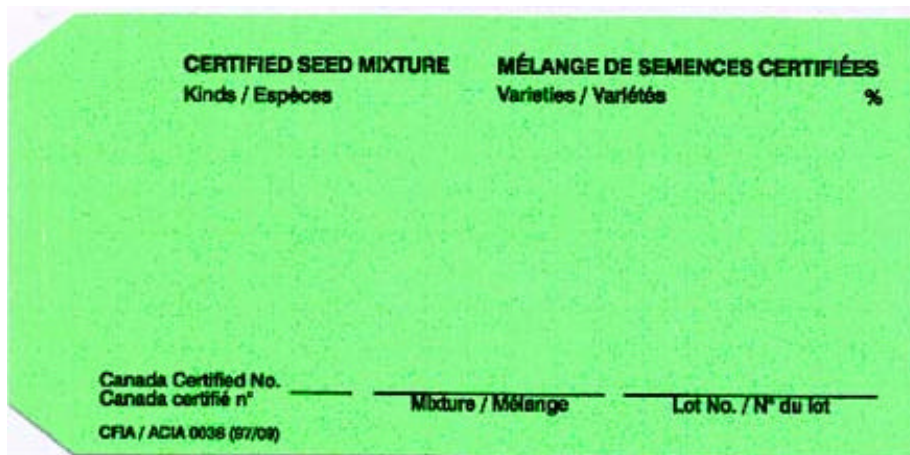 CERTIFIED SEED MIXTURE MÉLANGE DE SEMENCES CERTIFIÉES
Kinds / Espèces Varieties / Variétés %
Canada Certified No.
Canada certifié n°
Mixture / Mélange Lot No. / N° du lot
CFIA / ACIA 0036 (97/09)